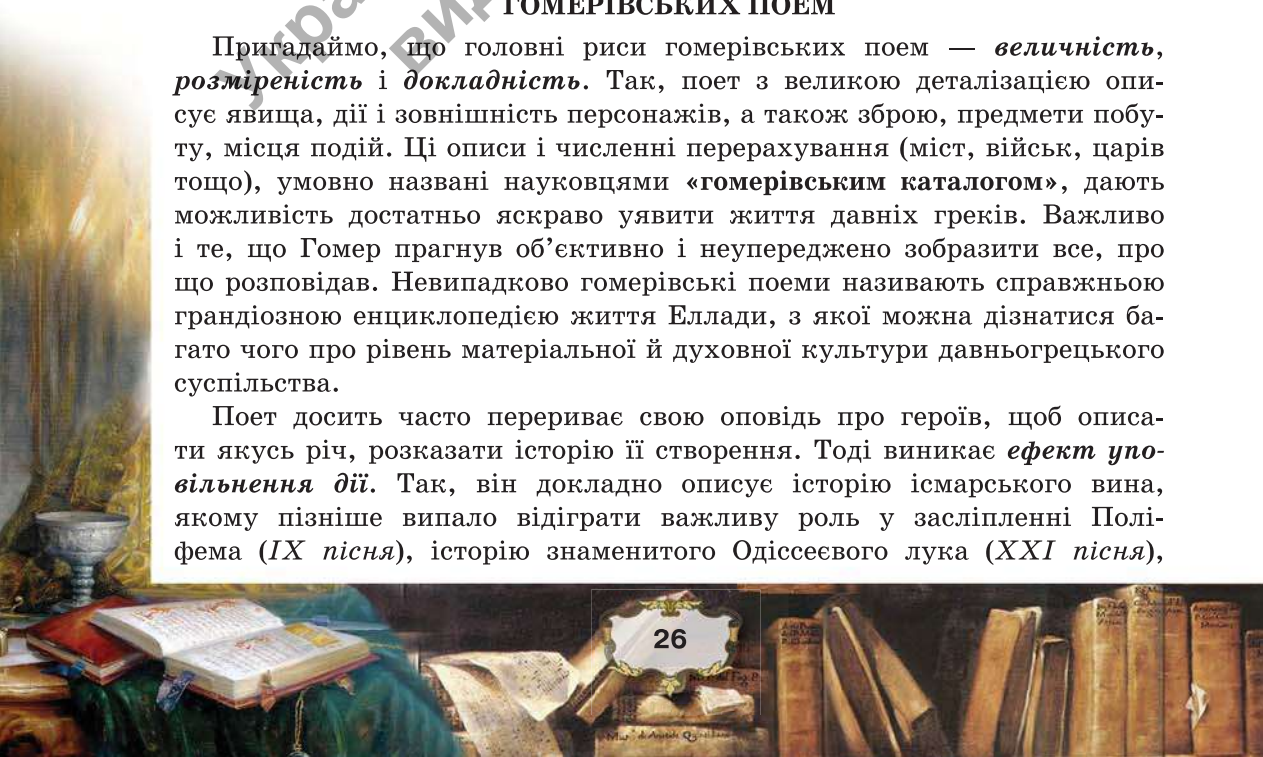 ГОМЕРІВСЬКИХ ПОЕМ
Пригадаймо, що головні риси гомерівських поем — величність,
розміреність і докладність. Так, поет з великою деталізацією опи-
сує явища, дії і зовнішність персонажів, а також зброю, предмети побу-
ту, місця подій. Ці описи і численні перерахування (міст, військ, царів
тощо), умовно названі науковцями «гомерівським каталогом», дають
можливість достатньо яскраво уявити життя давніх греків. Важливо
і те, що Гомер прагнув об’єктивно і неупереджено зобразити все, про
що розповідав. Невипадково гомерівські поеми називають справжньою
грандіозною енциклопедією життя Еллади, з якої можна дізнатися ба-
гато чого про рівень матеріальної й духовної культури давньогрецького
суспільства.
Поет досить часто перериває свою оповідь про героїв, щоб описа-
ти якусь річ, розказати історію її створення. Тоді виникає ефект упо-
вільнення дії. Так, він докладно описує історію ісмарського вина,
якому пізніше випало відіграти важливу роль у засліпленні Полі-
фема (IX пісня), історію знаменитого Одіссеєвого лука (XXI пісня),
26